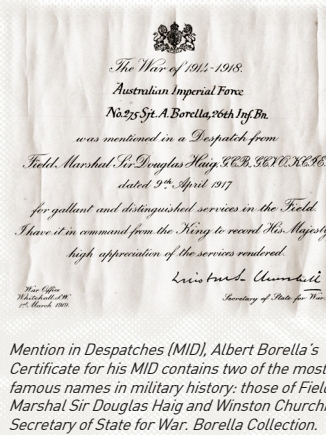 The War of 1914-1918.
Australian Imperial Force
No.275 Sjt. A. Borella, 26th Inf. Bn.
was mentioned in a Despatch from
Field Marshal Sir Douglas Haig, G.C.B. G.C.V.O. K.C.I.E.
dated 9th April 1917
for gallant and distinguished services in the Field.
I have it in command from the King to record His Majesty
high appreciation of the services rendered.
War Office
Whitehall, S.W.
1st March 1919.
Secretary of State for War
Mention in Despatches (MID), Albert Borella's
Certificate for his MID contains two of the most
famous names in military history: those of Field
Marshal Sir Douglas Haig and Winston Churchi
Secretary of State for War. Borella Collection.